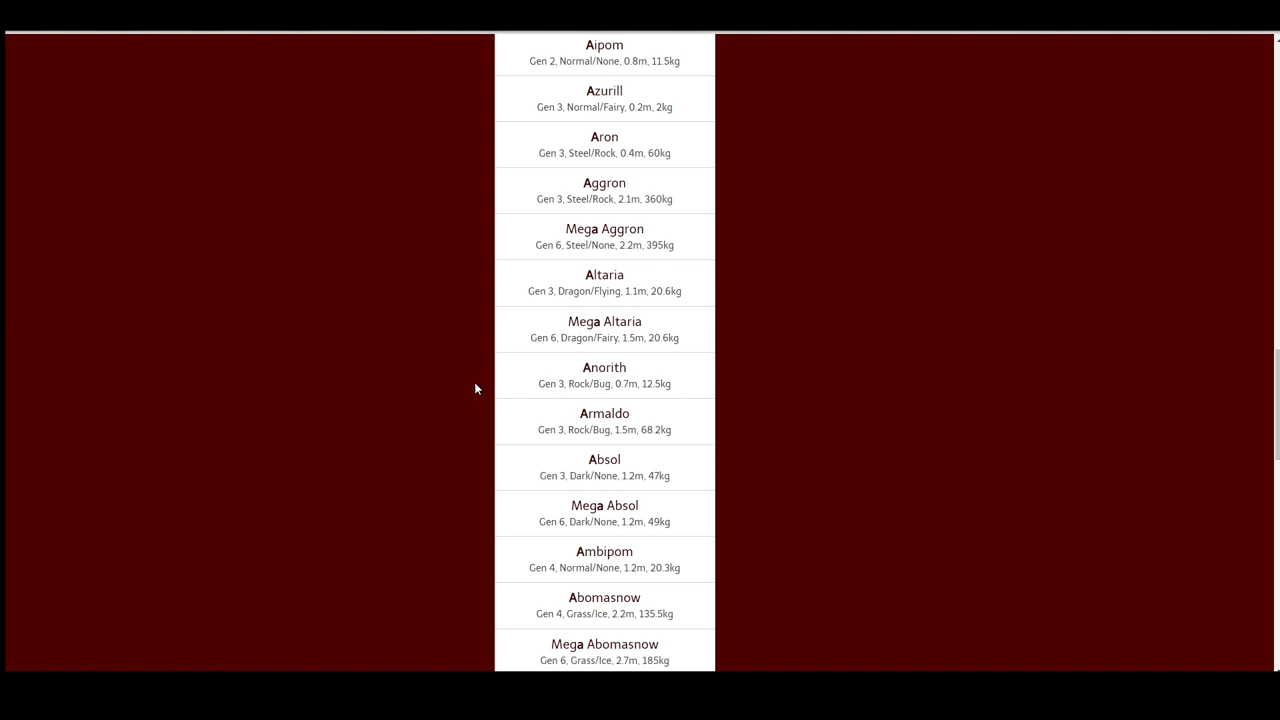 Aipom
Gen 2, Normal/None, 0.8m, 11.5kg
Azurill
Gen 3, Normal/Fairy, 0.2m, 2kg
Aron
Gen 3, Steel/Rock, 0.4m, 60kg
Aggron
Gen 3, Steel/Rock, 2.1m, 360kg
Mega Aggron
Gen 6, Steel/None, 2.2m, 395kg
Altaria
Gen 3, Dragon/Flying, 1.1m, 20.6kg
Mega Altaria
Gen 6, Dragon/Fairy, 1.5m, 20.6kg
Anorith
Gen 3, Rock/Bug, 0.7m, 12.5kg
Armaldo
Gen 3, Rock/Bug, 1.5m, 68.2kg
Absol
Gen 3, Dark/None, 1.2m, 47kg
Mega Absol
Gen 6, Dark/None, 1.2m, 49kg
Ambipom
Gen 4, Normal/None, 1.2m, 20.3kg
Abomasnow
Gen 4, Grass/Ice, 2.2m, 135.5kg
Mega Abomasnow
Gen 6, Grass/Ice, 2.7m, 185kg